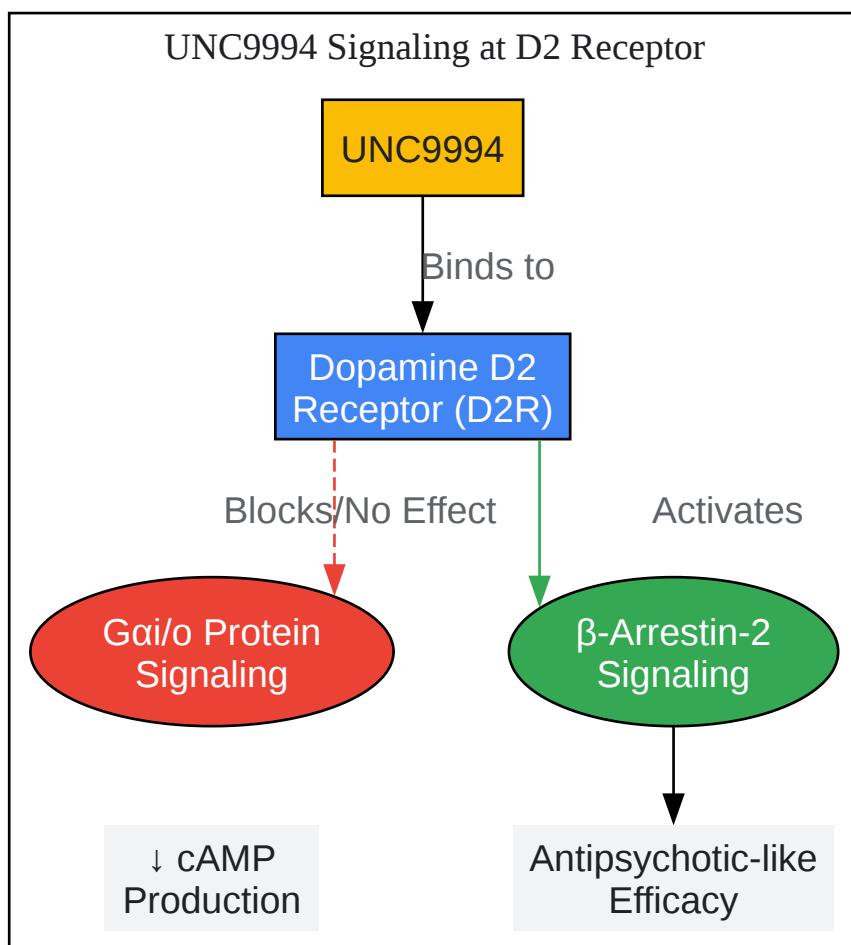 UNC9994 Signaling at D2 Receptor
UNC9994
Binds to
Dopamine D2
Receptor (D2R)
Blocks/No Effect
Activates
Gαi/o Protein
Signaling
β-Arrestin-2
Signaling
↓ cAMP
Production
Antipsychotic-like
Efficacy